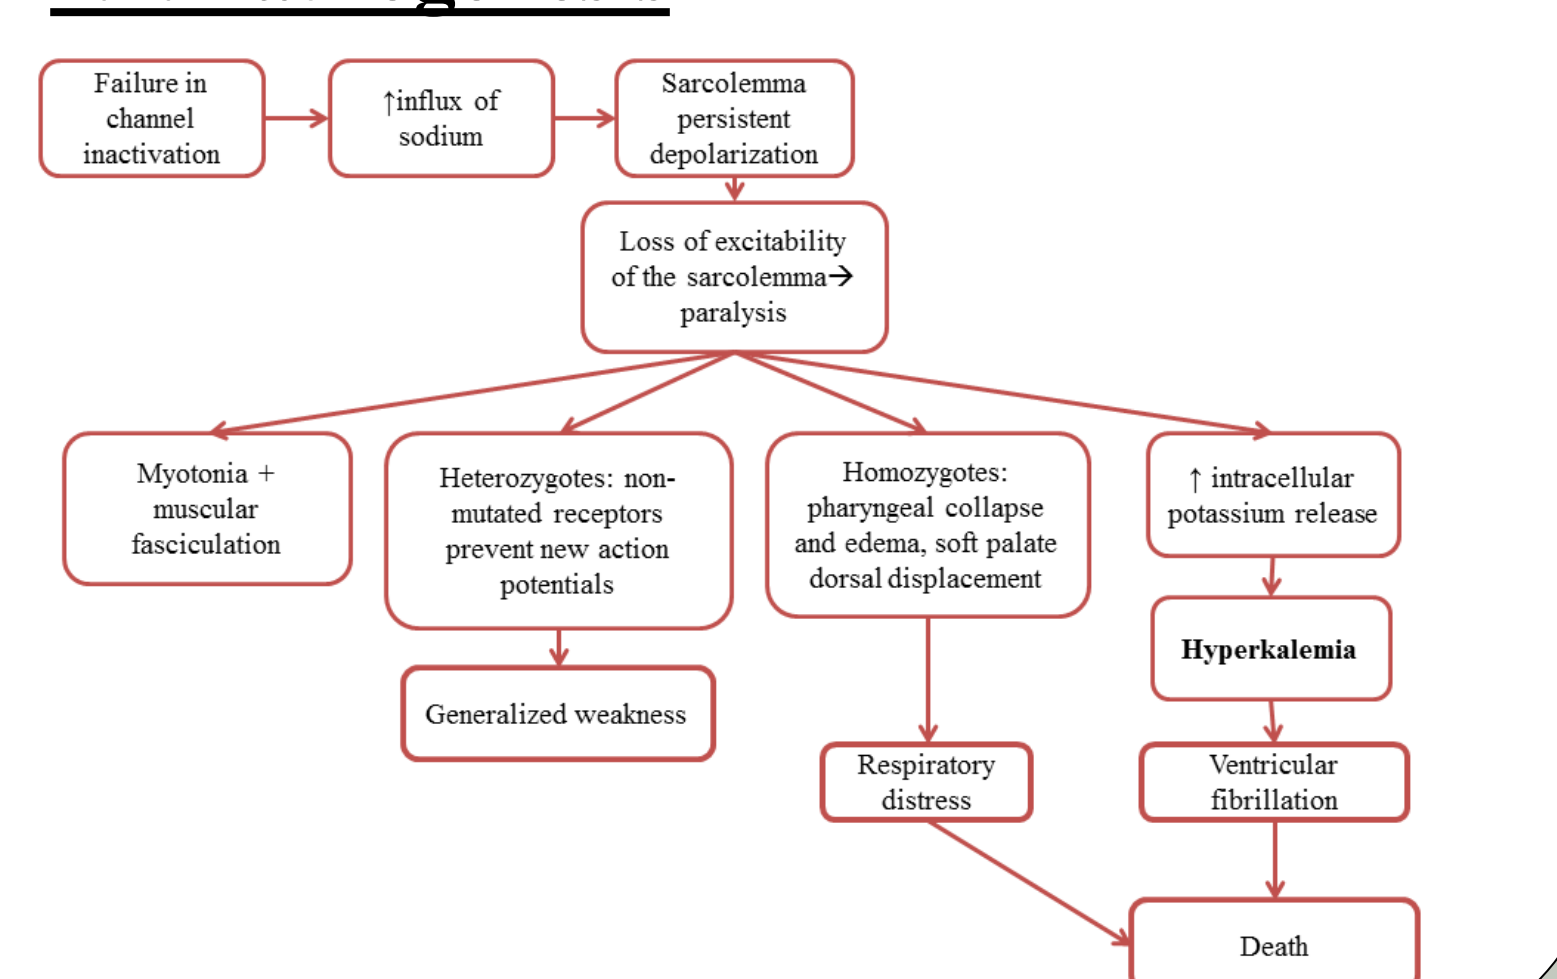 Failure in
channel
inactivation
↑influx of
sodium
Sarcolemma
persistent
depolarization
Loss of excitability
of the sarcolemma→
paralysis
Myotonia +
muscular
fasciculation
Heterozygotes: non-
mutated receptors
prevent new action
potentials
Generalized weakness
Homozygotes:
pharyngeal collapse
and edema, soft palate
dorsal displacement
Respiratory
distress
↑ intracellular
potassium release
Hyperkalemia
Ventricular
fibrillation
Death